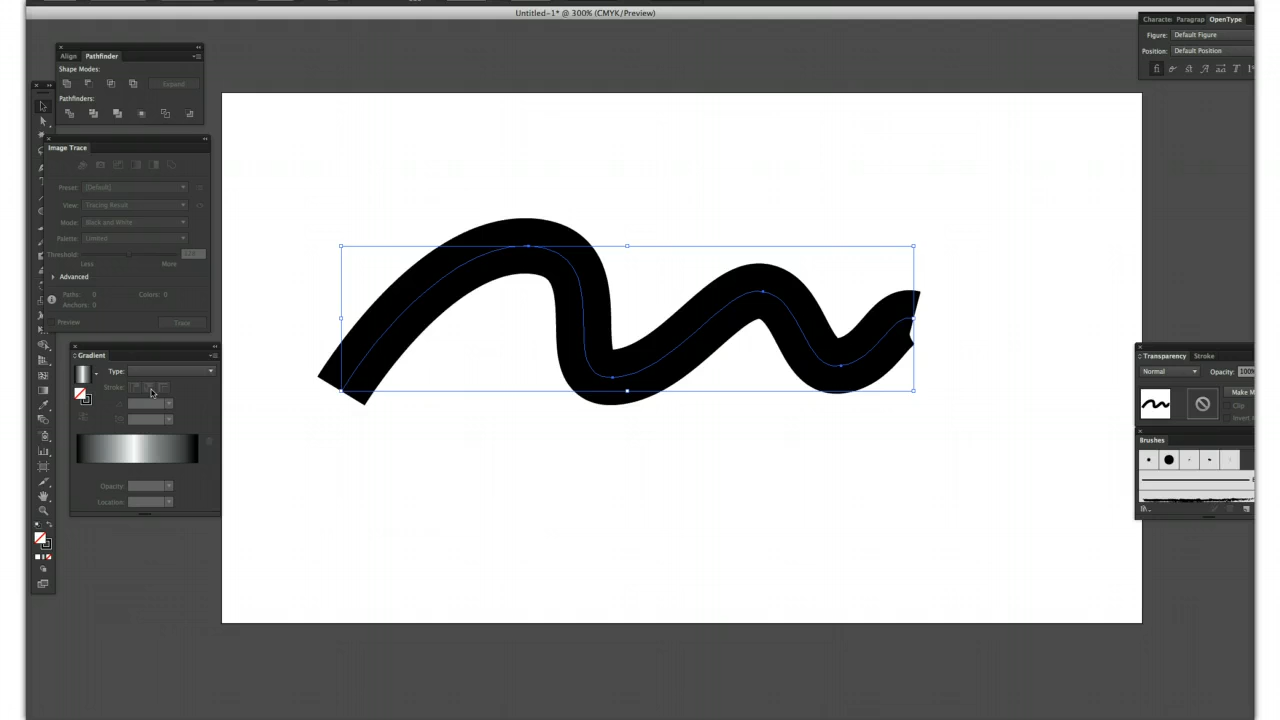 Untitled-1* @ 300% (CMYK/Preview)
Characte Paragrap OpenType
Figure: Default Figure
Position: Default Position
Align Pathfinder
Shape Modes:
Expand
Pathfinders:
Image Trace
Preset: [Default]
View: Tracing Result
Mode: Black and White
Palette: Limited
Threshold: 128
Less More
Advanced
Paths: 0 Colors: 0
Anchors: 0
Preview Trace
Gradient
Type:
Stroke:
Opacity:
Location:
Transparency Stroke
Normal Opacity: 100%
Make M
Clip
Invert
Brushes